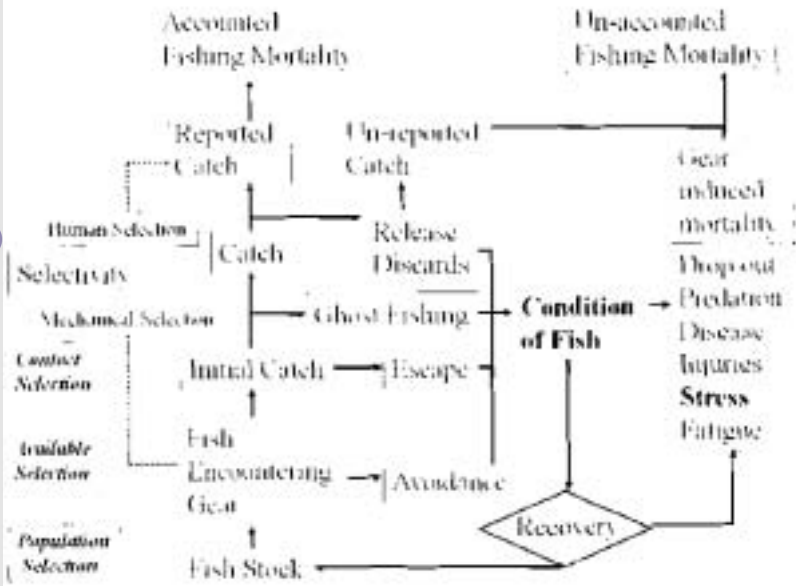 Accounted
Fishing Mortality
Un-accounted
Fishing Mortality
Reported
Catch
Un-reported
Catch
Gear
induced
mortality
Human Selection
Selectivity
Catch
Release
Discards
Mechanical Selection
Ghost Fishing
Condition
of Fish
Drop out
Predation
Disease
Injuries
Stress
Fatigue
Contact
Selection
Initial Catch
Escape
Available
Selection
Fish
Encountering
Gear
Avoidance
Recovery
Population
Selection
Fish Stock